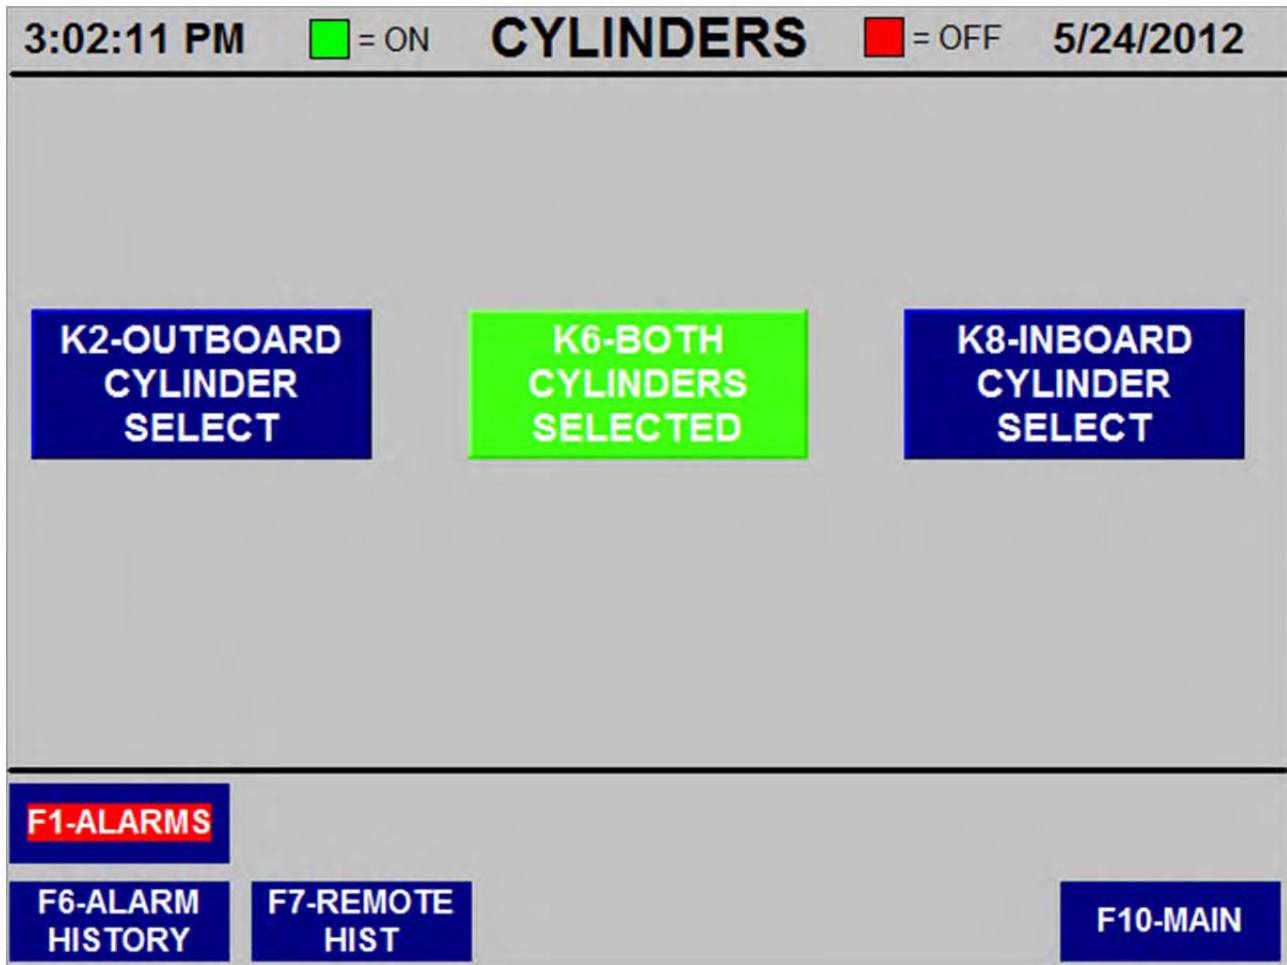 3:02:11 PM = ON CYLINDERS = OFF 5/24/2012
K2-OUTBOARD
CYLINDER
SELECT
K6-BOTH
CYLINDERS
SELECTED
K8-INBOARD
CYLINDER
SELECT
F1-ALARMS
F6-ALARM
HISTORY
F7-REMOTE
HIST
F10-MAIN